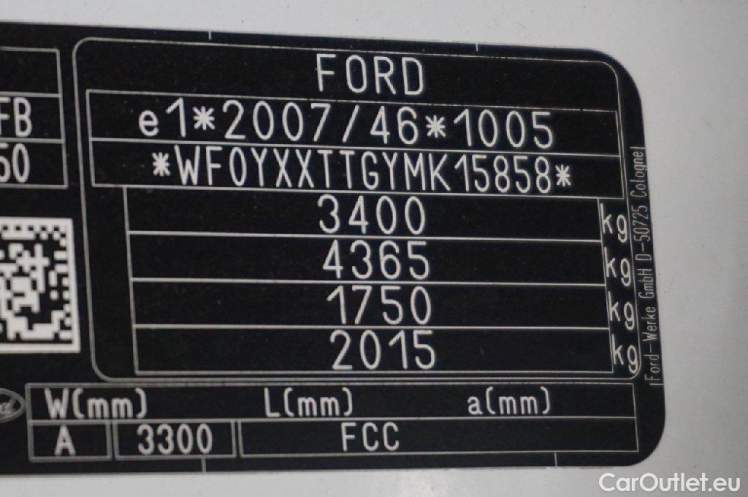 FORD
FB
e1*2007/46*1005
50
*WF0YXXTTGYMK15858*
3400 kg
4365 kg
1750 kg
2015 kg
Ford-Werke GmbH D-50725 Cologne
W(mm) L(mm) a(mm)
A 3300 FCC
CarOutlet.eu